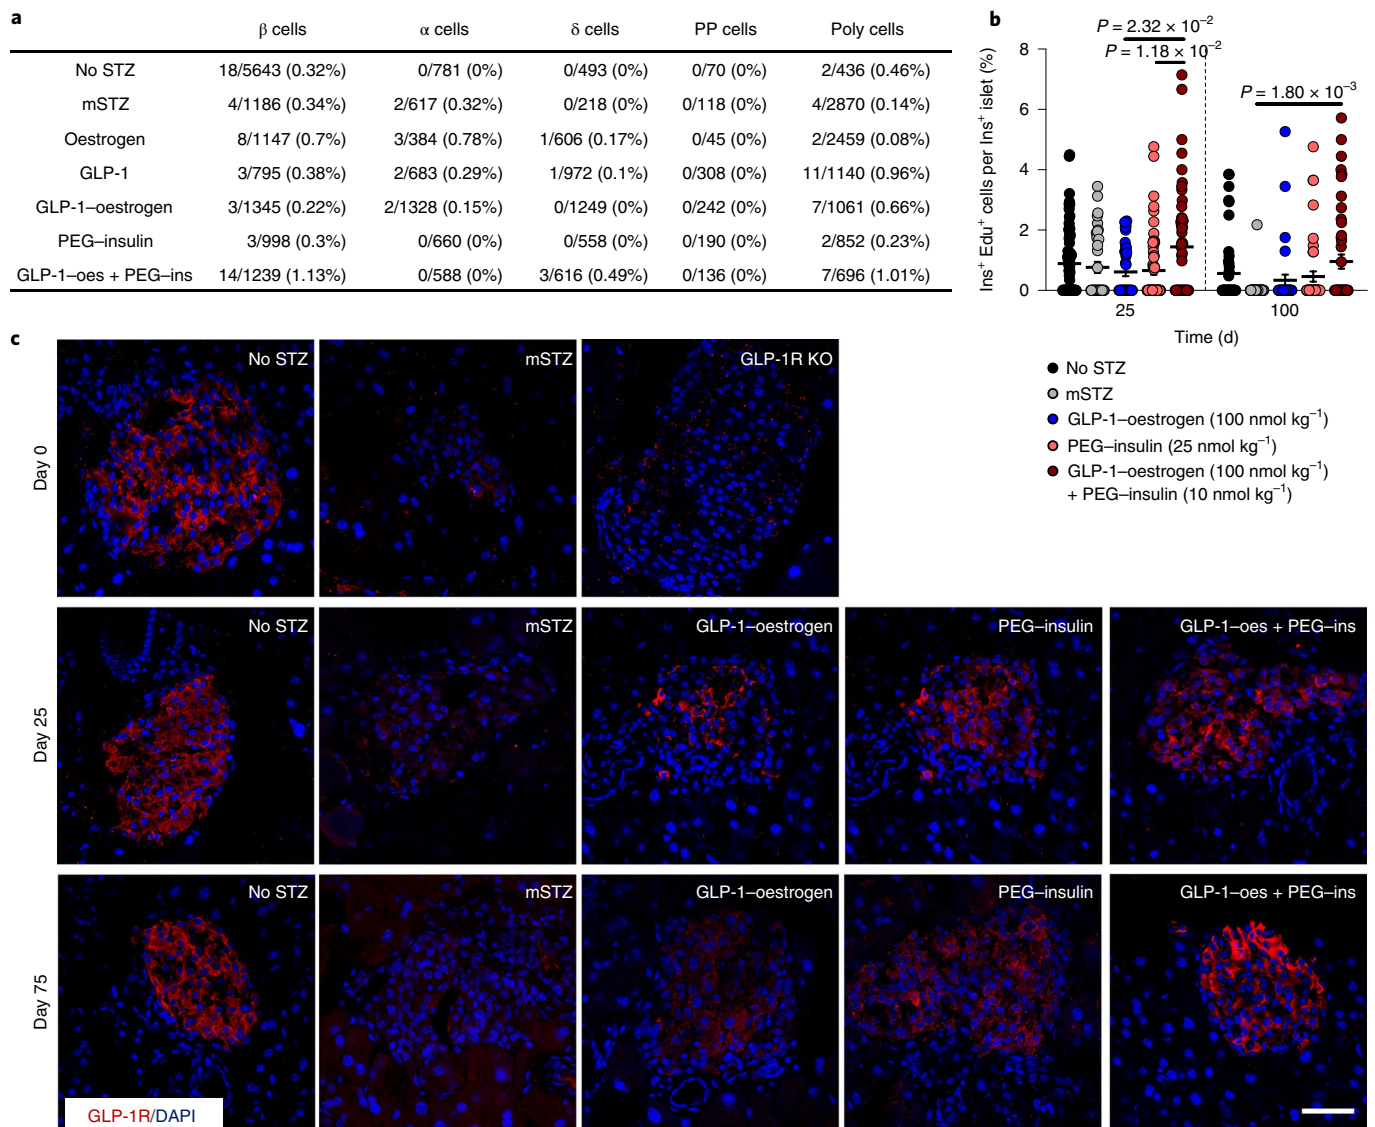 a
β cells α cells δ cells PP cells Poly cells
No STZ 18/5643 (0.32%) 0/781 (0%) 0/493 (0%) 0/70 (0%) 2/436 (0.46%)
mSTZ 4/1186 (0.34%) 2/617 (0.32%) 0/218 (0%) 0/118 (0%) 4/2870 (0.14%)
Oestrogen 8/1147 (0.7%) 3/384 (0.78%) 1/606 (0.17%) 0/45 (0%) 2/2459 (0.08%)
GLP-1 3/795 (0.38%) 2/683 (0.29%) 1/972 (0.1%) 0/308 (0%) 11/1140 (0.96%)
GLP-1–oestrogen 3/1345 (0.22%) 2/1328 (0.15%) 0/1249 (0%) 0/242 (0%) 7/1061 (0.66%)
PEG–insulin 3/998 (0.3%) 0/660 (0%) 0/558 (0%) 0/190 (0%) 2/852 (0.23%)
GLP-1–oes + PEG–ins 14/1239 (1.13%) 0/588 (0%) 3/616 (0.49%) 0/136 (0%) 7/696 (1.01%)
b
P = 2.32 × 10⁻²
P = 1.18 × 10⁻²
P = 1.80 × 10⁻³
Ins⁺ Edu⁺ cells per Ins⁺ islet (%)
8
6
4
2
0
25 100
Time (d)
No STZ
mSTZ
GLP-1–oestrogen (100 nmol kg⁻¹)
PEG–insulin (25 nmol kg⁻¹)
GLP-1–oestrogen (100 nmol kg⁻¹)
+ PEG–insulin (10 nmol kg⁻¹)
c
Day 0
No STZ mSTZ GLP-1R KO
Day 25
No STZ mSTZ GLP-1–oestrogen PEG–insulin GLP-1–oes + PEG–ins
Day 75
No STZ mSTZ GLP-1–oestrogen PEG–insulin GLP-1–oes + PEG–ins
GLP-1R/DAPI